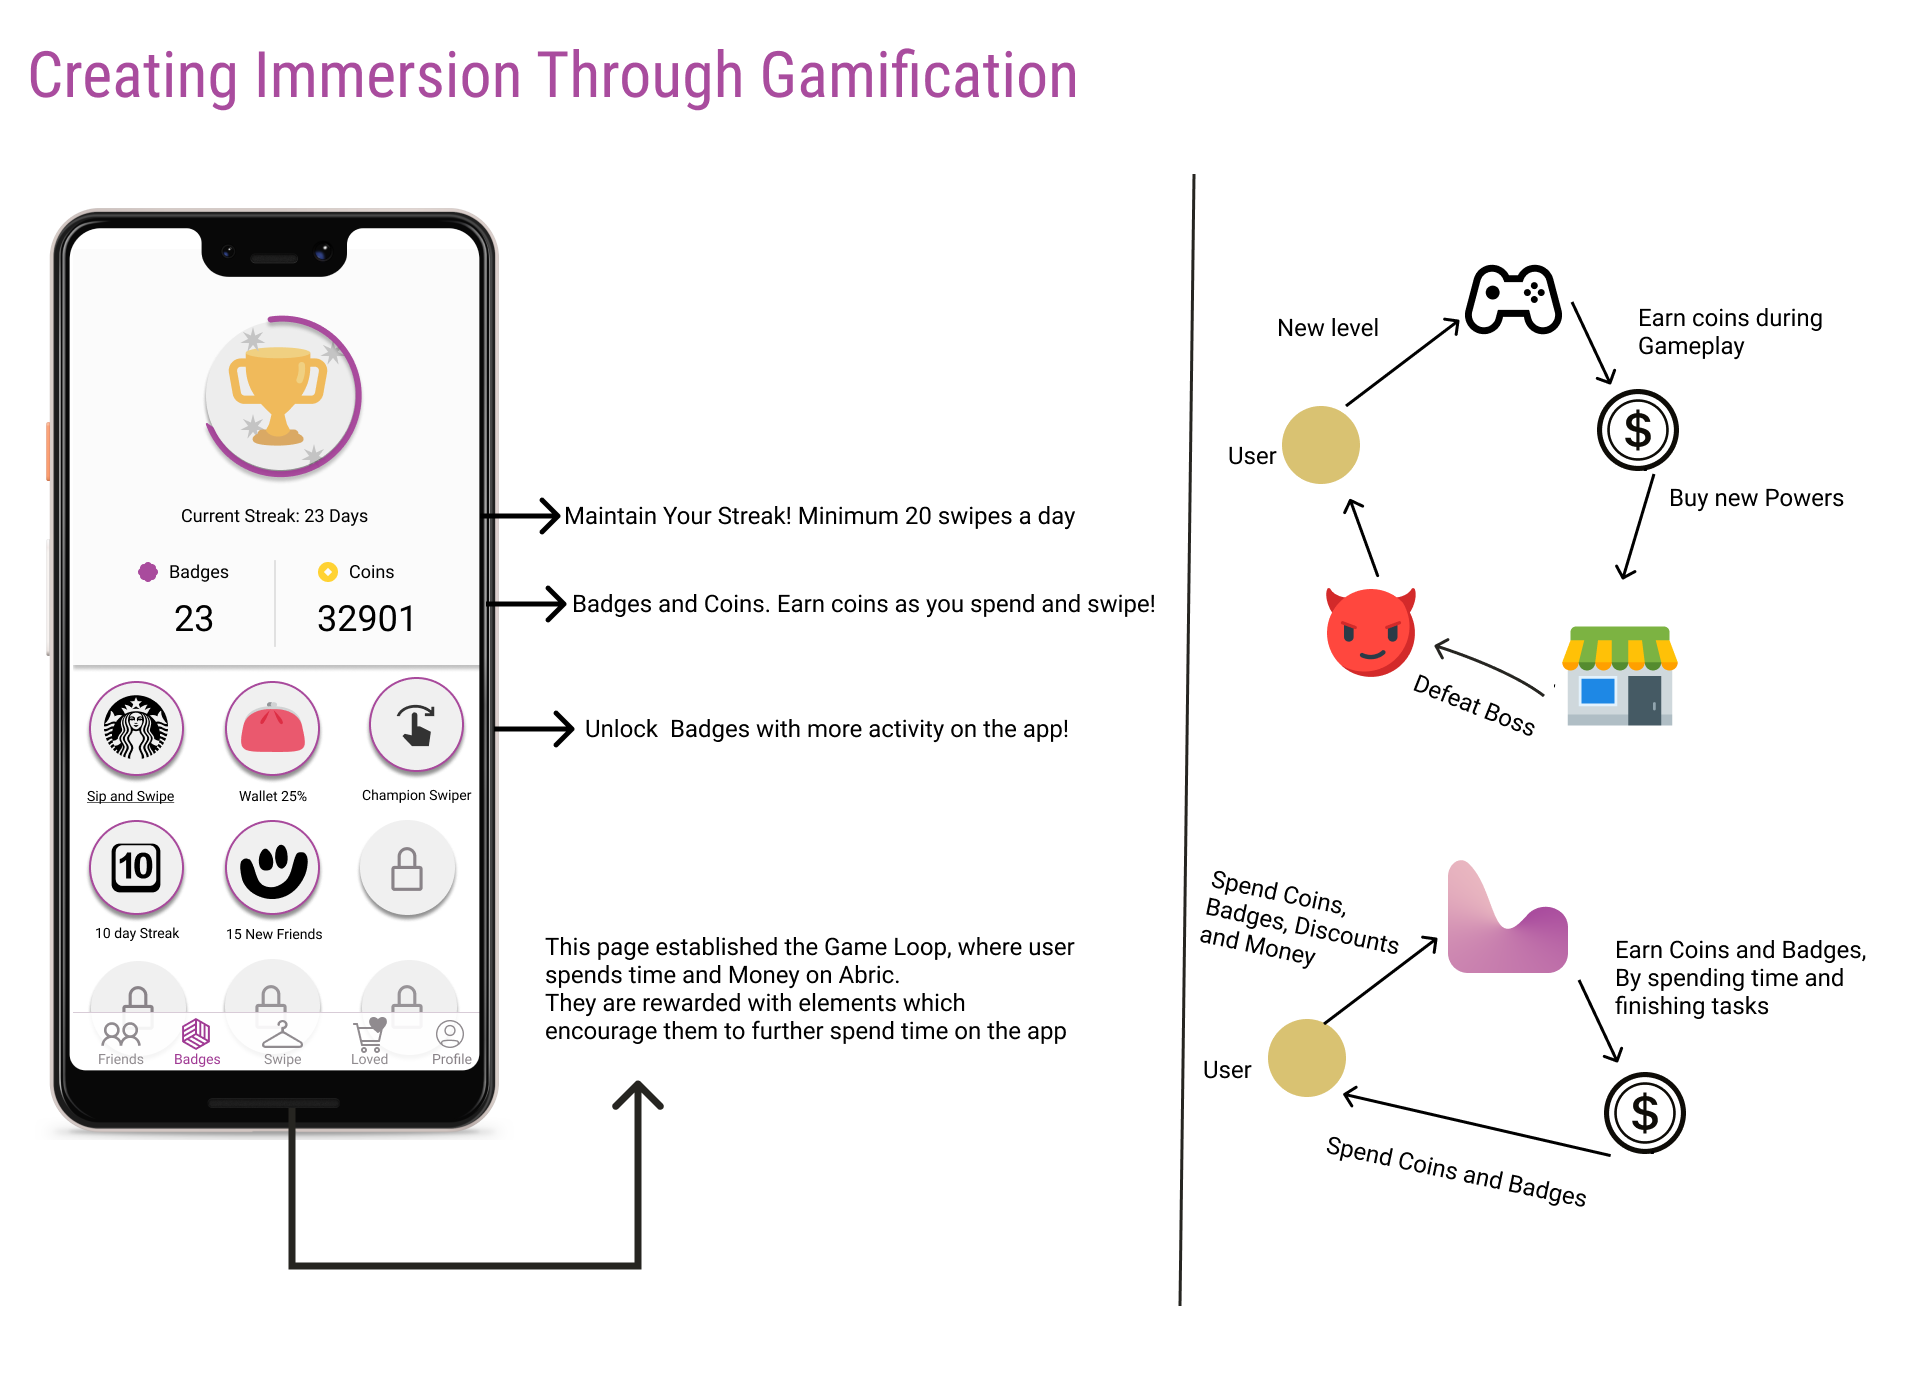 Creating Immersion Through Gamification
Current Streak: 23 Days
Badges
Coins
23
32901
Sip and Swipe
Wallet 25%
Champion Swiper
10
10 day Streak
15 New Friends
Friends
Badges
Swipe
Loved
Profile
Maintain Your Streak! Minimum 20 swipes a day
Badges and Coins. Earn coins as you spend and swipe!
Unlock  Badges with more activity on the app!
This page established the Game Loop, where user
spends time and Money on Abric.
They are rewarded with elements which
encourage them to further spend time on the app
New level
Earn coins during
Gameplay
User
$
Buy new Powers
Defeat Boss
Spend Coins,
Badges, Discounts
and Money
Earn Coins and Badges,
By spending time and
finishing tasks
User
$
Spend Coins and Badges